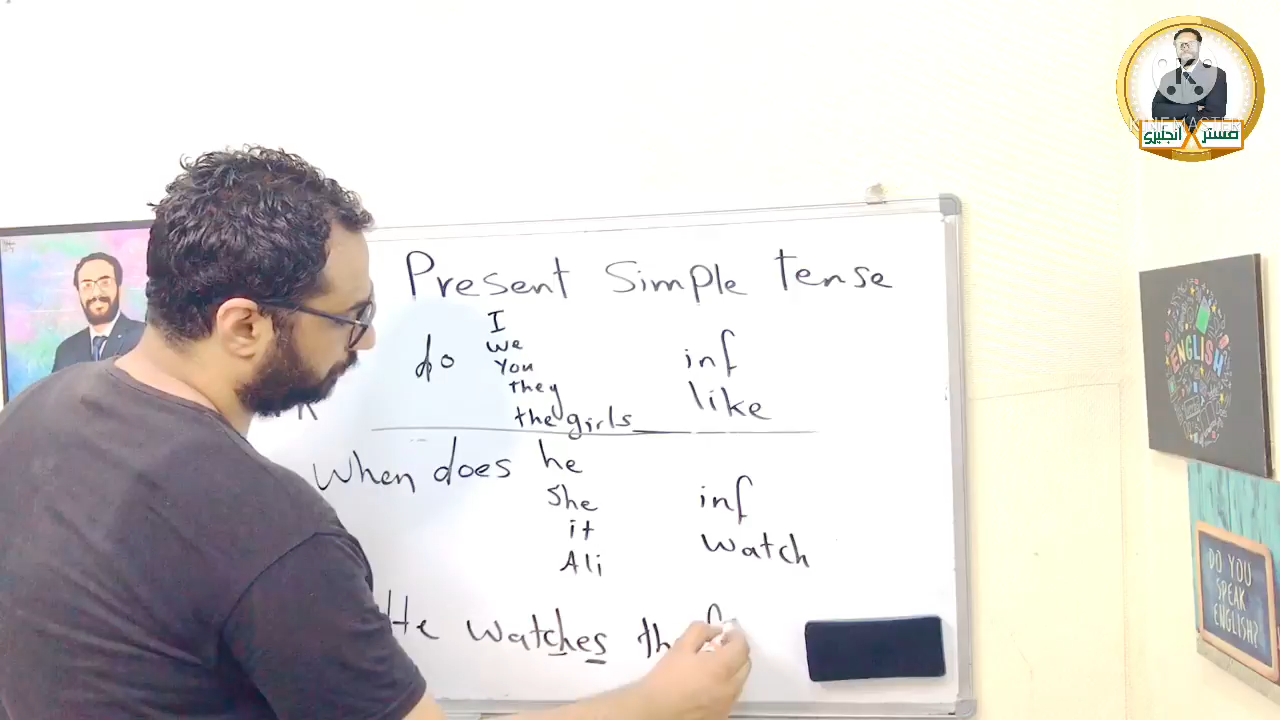 KINEMASTER
مستر X انجليزي
Present Simple tense
I
we
do You inf
they
the girls like
When does he
she inf
it watch
Ali
He watches the
ENGLISH
DO YOU
SPEAK
ENGLISH?